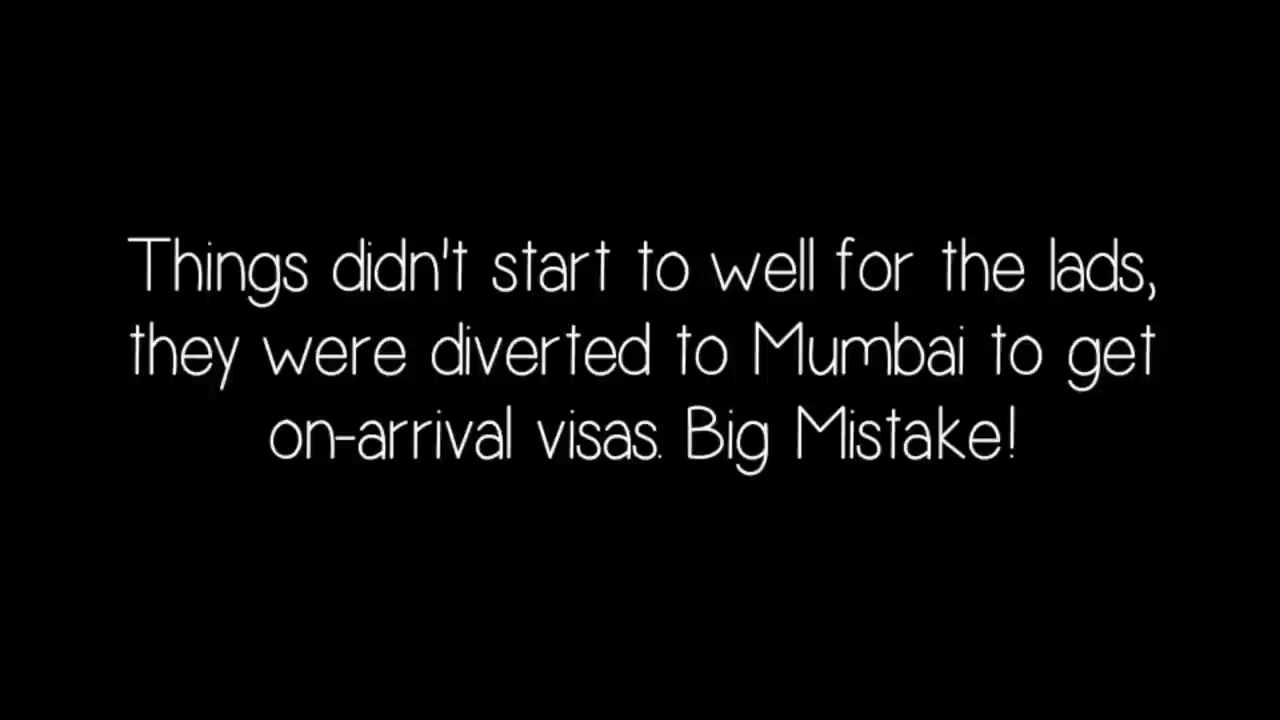 Things didn't start to well for the lads,
they were diverted to Mumbai to get
on-arrival visas. Big Mistake!